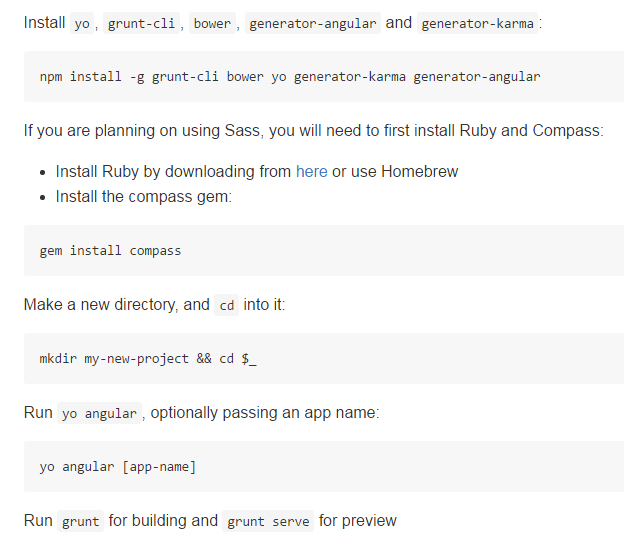 Install yo, grunt-cli, bower, generator-angular and generator-karma:
npm install -g grunt-cli bower yo generator-karma generator-angular
If you are planning on using Sass, you will need to first install Ruby and Compass:
• Install Ruby by downloading from here or use Homebrew
• Install the compass gem:
gem install compass
Make a new directory, and cd into it:
mkdir my-new-project && cd $_
Run yo angular, optionally passing an app name:
yo angular [app-name]
Run grunt for building and grunt serve for preview